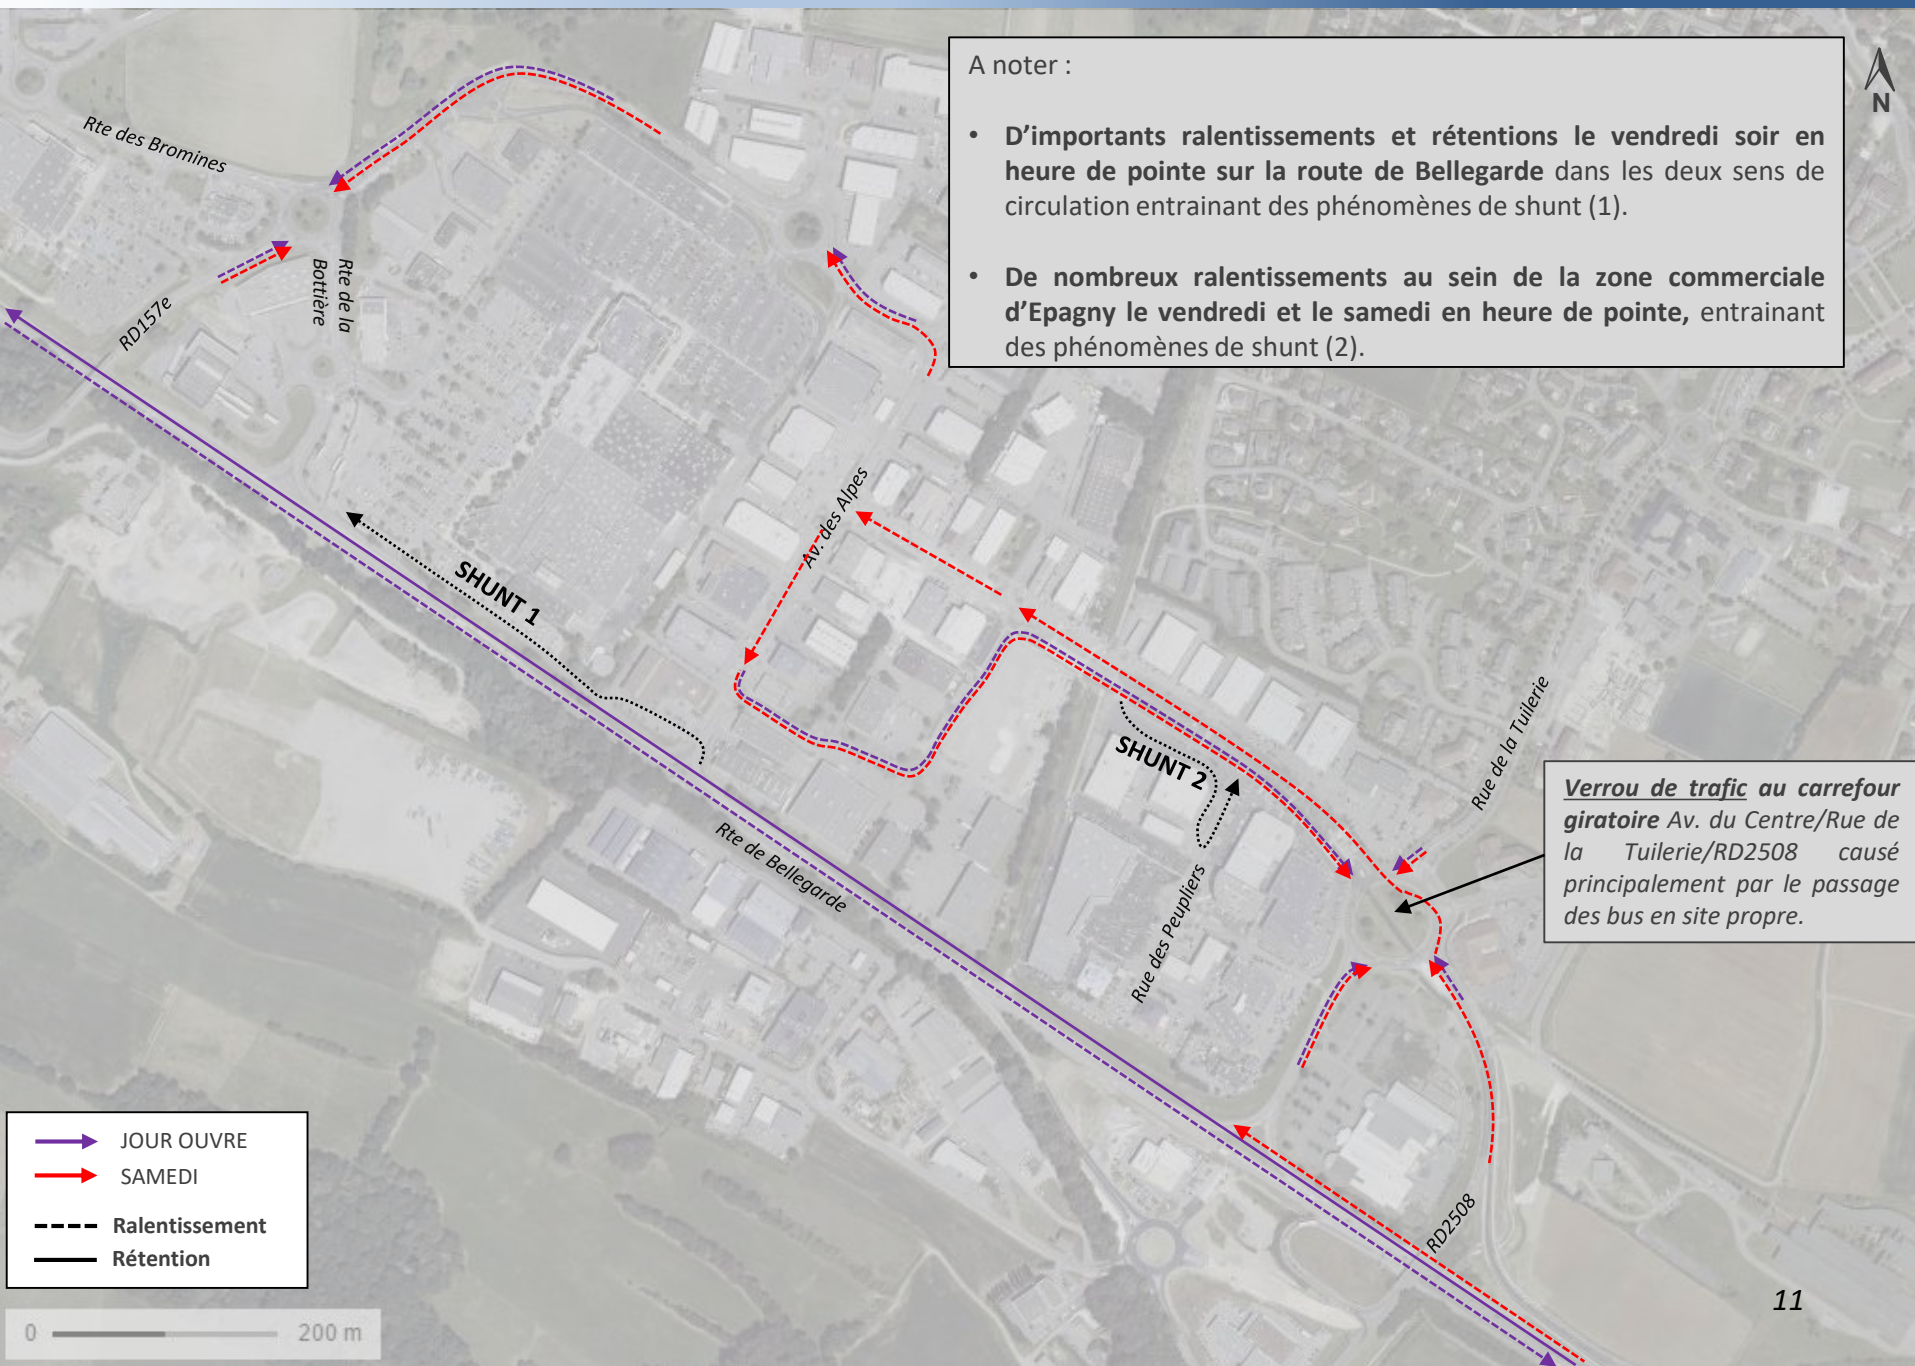 A noter :
• D'importants ralentissements et rétentions le vendredi soir en
heure de pointe sur la route de Bellegarde dans les deux sens de
circulation entrainant des phénomènes de shunt (1).
• De nombreux ralentissements au sein de la zone commerciale
d'Epagny le vendredi et le samedi en heure de pointe, entrainant
des phénomènes de shunt (2).
N
Rte des Bromines
Rte de la
Bottière
RD157e
Av. des Alpes
SHUNT 1
SHUNT 2
Rue de la Tuilerie
Verrou de trafic au carrefour
giratoire Av. du Centre/Rue de
la Tuilerie/RD2508 causé
principalement par le passage
des bus en site propre.
Rte de Bellegarde
Rue des Peupliers
RD2508
JOUR OUVRE
SAMEDI
Ralentissement
Rétention
0 200 m
11